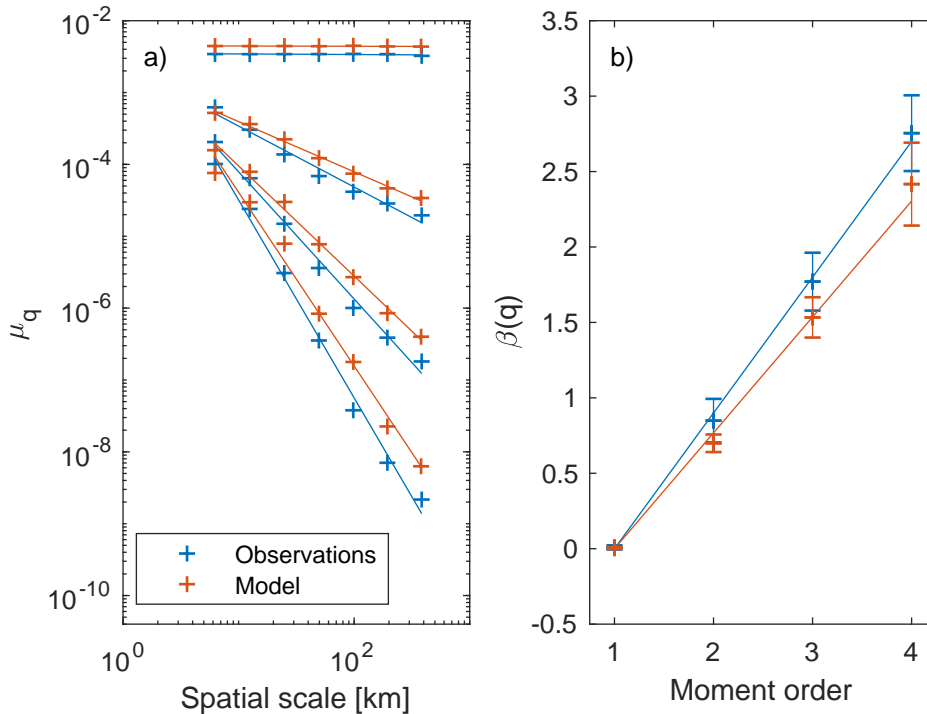 a)
10^-2
10^-4
10^-6
10^-8
10^-10
μ_q
10^0
10^2
Spatial scale [km]
Observations
Model
b)
3.5
3
2.5
2
1.5
1
0.5
0
-0.5
β(q)
1
2
3
4
Moment order